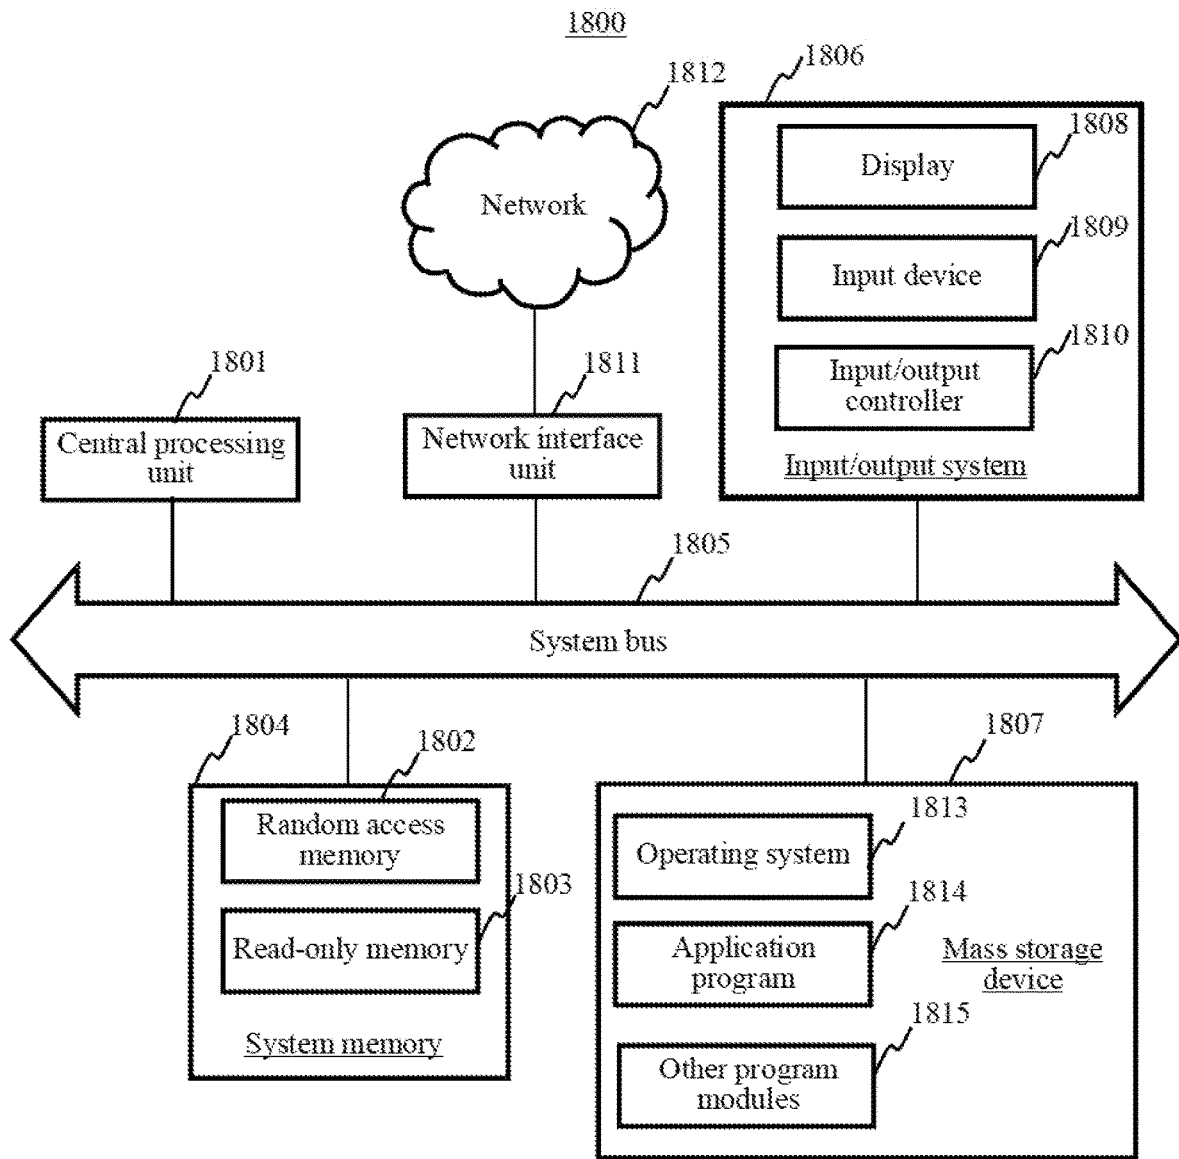 1800
1812
1806
Network
Display
1808
Input device
1809
Input/output
controller
1810
Input/output system
1801
Central processing
unit
1811
Network interface
unit
1805
System bus
1804
1802
Random access
memory
1803
Read-only memory
System memory
1807
1813
Operating system
1814
Application
program
Mass storage
device
1815
Other program
modules